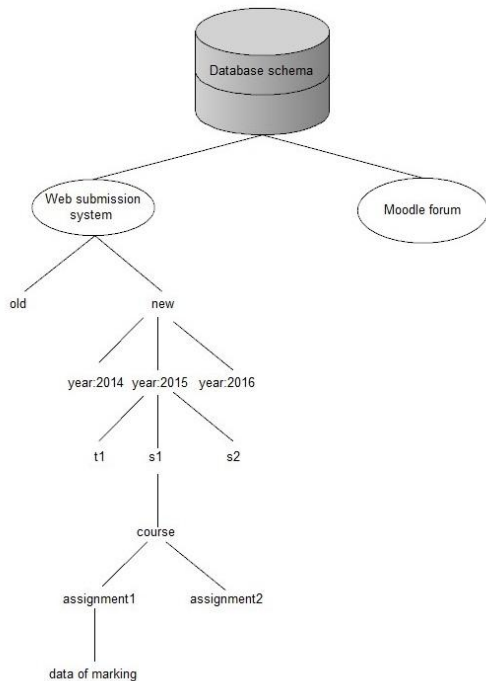 Database schema
Web submission
system
Moodle forum
old
new
year:2014
year:2015
year:2016
t1
s1
s2
course
assignment1
assignment2
data of marking